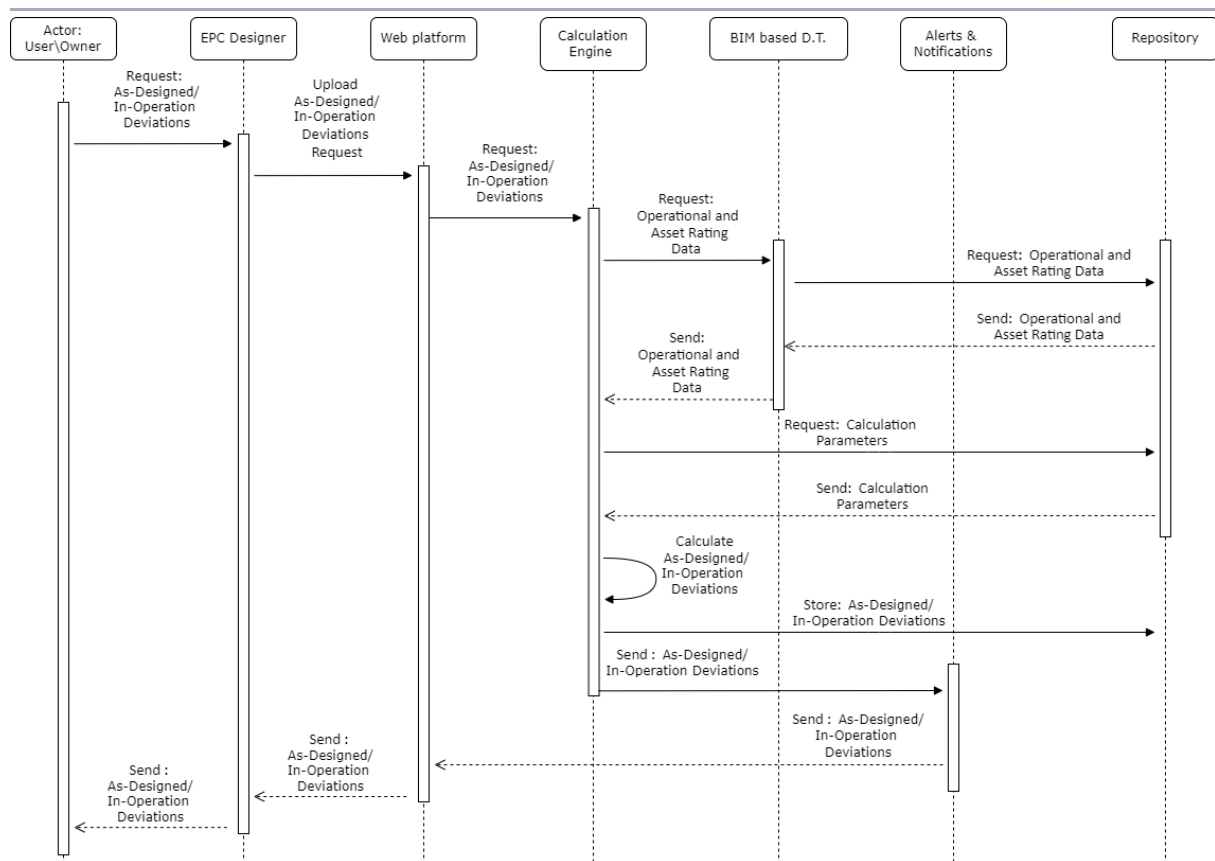 Actor:
User\Owner
EPC Designer
Web platform
Calculation
Engine
BIM based D.T.
Alerts &
Notifications
Repository
Request:
As-Designed/
In-Operation
Deviations
Upload
As-Designed/
In-Operation
Deviations
Request
Request:
As-Designed/
In-Operation
Deviations
Request:
Operational and
Asset Rating
Data
Request: Operational and
Asset Rating Data
Send: Operational and
Asset Rating Data
Send:
Operational and
Asset Rating
Data
Request: Calculation
Parameters
Send: Calculation
Parameters
Calculate
As-Designed/
In-Operation
Deviations
Store: As-Designed/
In-Operation Deviations
Send : As-Designed/
In-Operation Deviations
Send : As-Designed/
In-Operation
Deviations
Send :
As-Designed/
In-Operation
Deviations
Send :
As-Designed/
In-Operation
Deviations